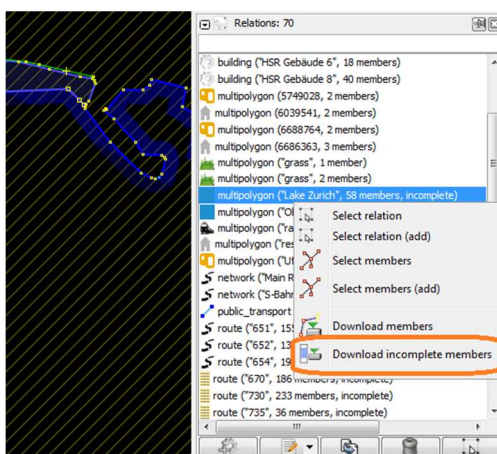 Relations: 70
building ("HSR Gebäude 6", 18 members)
building ("HSR Gebäude 8", 40 members)
multipolygon (5749028, 2 members)
multipolygon (6039541, 2 members)
multipolygon (6688764, 2 members)
multipolygon (6686363, 3 members)
multipolygon ("grass", 1 member)
multipolygon ("grass", 2 members)
multipolygon ("Lake Zurich", 58 members, incomplete)
multipolygon ("Ol
Select relation
multipolygon ("ra
Select relation (add)
multipolygon ("res
multipolygon ("Uf
Select members
network ("Main R
Select members (add)
network ("S-Bahr
public_transport
Download members
route ("651", 155
route ("652", 13
Download incomplete members
route ("654", 19
route ("670", 186 members, incomplete)
route ("730", 233 members, incomplete)
route ("735", 36 members, incomplete)